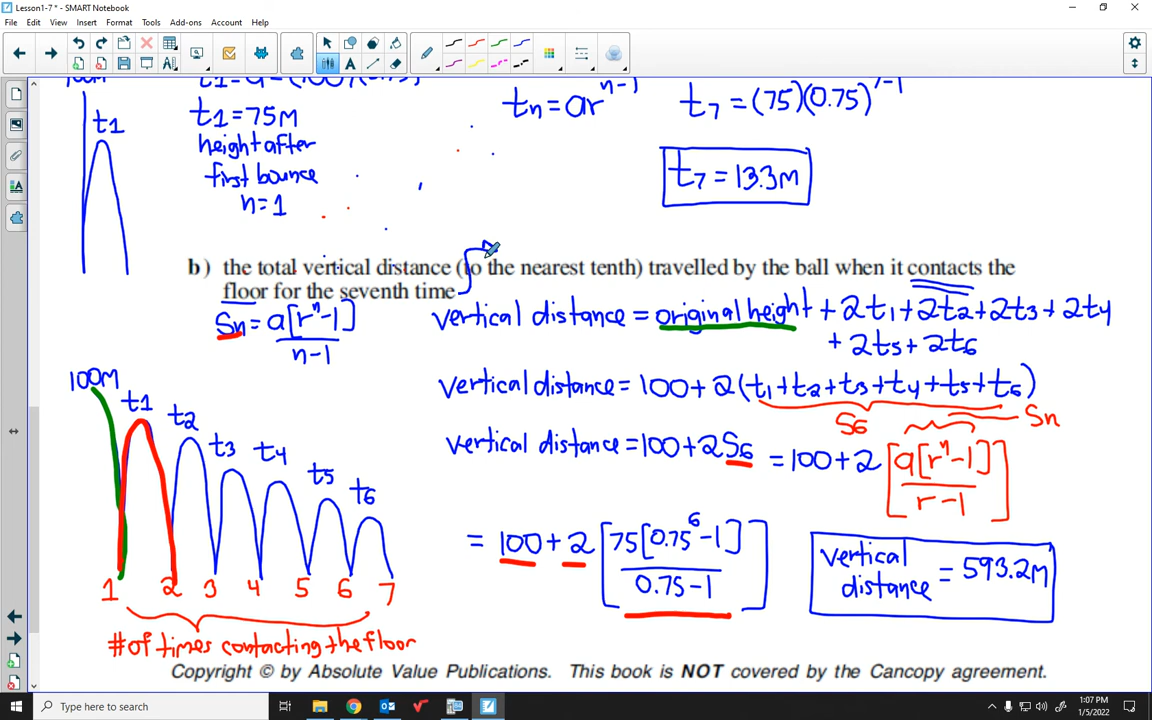 Lesson1-7 * - SMART Notebook
File Edit View Insert Format Tools Add-ons Account Help
t1
t1=75M
height after
first bounce
n=1
tn=ar^n-1
t7=(75)(0.75)^7-1
t7=13.3M
b) the total vertical distance (to the nearest tenth) travelled by the ball when it contacts the
floor for the seventh time
Sn=a[r^n-1]
n-1
vertical distance=original height+2t1+2t2+2t3+2t4
+2t5+2t6
vertical distance=100+2(t1+t2+t3+t4+t5+t6)
S6
Sn
vertical distance=100+2S6
=100+2[a[r^n-1]
r-1]
=100+2[75[0.75^6-1]
0.75-1]
vertical
distance
=593.2M
100M
t1
t2
t3
t4
t5
t6
1 2 3 4 5 6 7
#of times contacting the floor
Copyright © by Absolute Value Publications. This book is NOT covered by the Cancopy agreement.
Type here to search
1:07 PM
1/5/2022